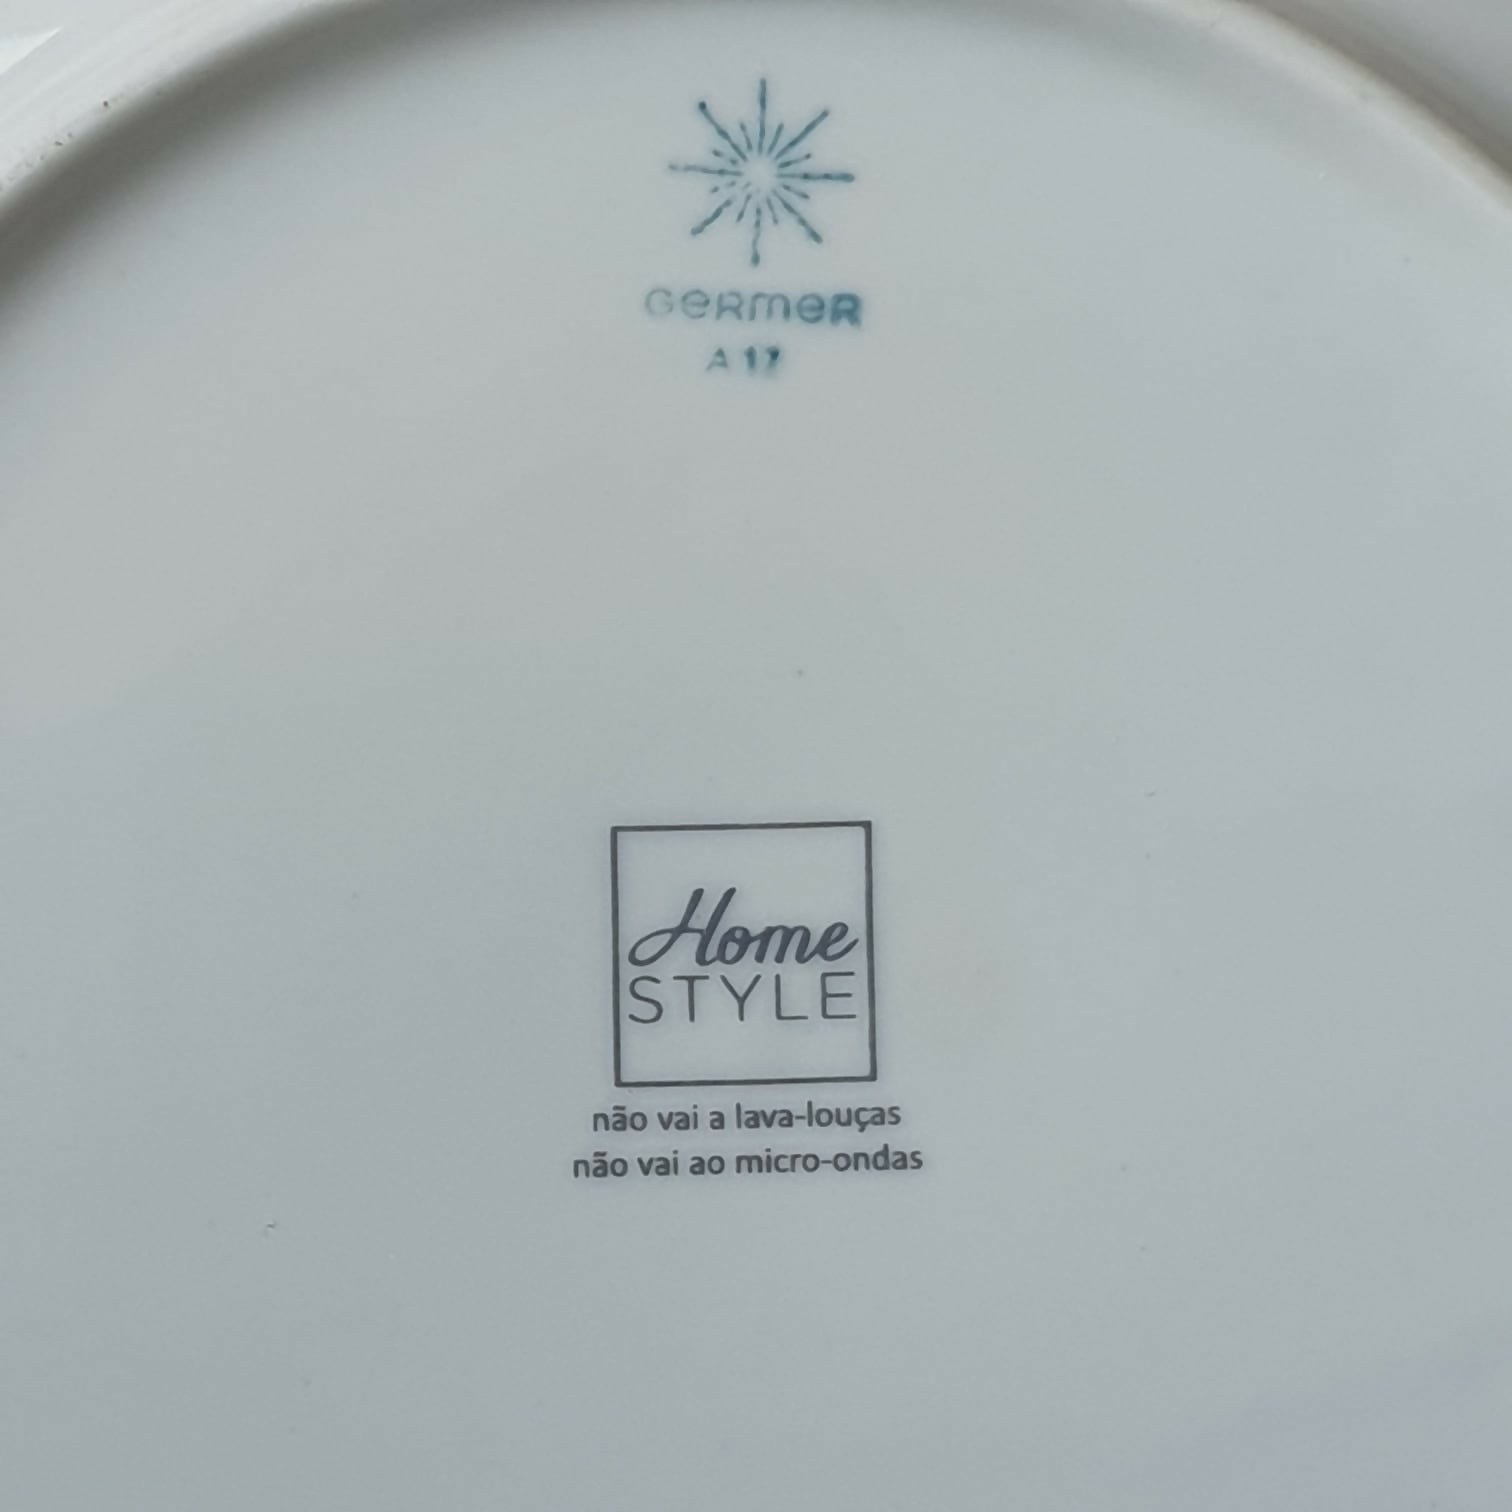 GeRmeR
A 17
Home
STYLE
não vai a lava-louças
não vai ao micro-ondas